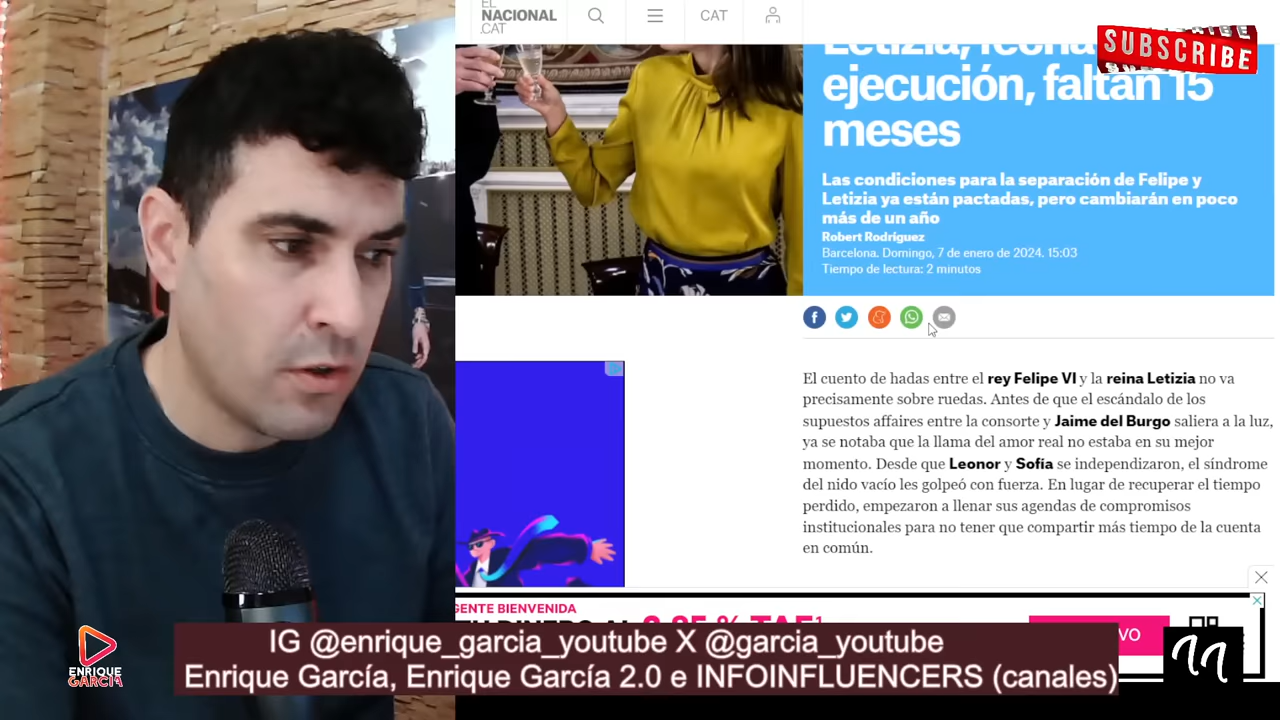 EL
NACIONAL
.CAT
CAT
SUBSCRIBE
ejecución, faltan 15
meses
Las condiciones para la separación de Felipe y
Letizia ya están pactadas, pero cambiarán en poco
más de un año
Robert Rodríguez
Barcelona. Domingo, 7 de enero de 2024. 15:03
Tiempo de lectura: 2 minutos
El cuento de hadas entre el rey Felipe VI y la reina Letizia no va
precisamente sobre ruedas. Antes de que el escándalo de los
supuestos affaires entre la consorte y Jaime del Burgo saliera a la luz,
ya se notaba que la llama del amor real no estaba en su mejor
momento. Desde que Leonor y Sofía se independizaron, el síndrome
del nido vacío les golpeó con fuerza. En lugar de recuperar el tiempo
perdido, empezaron a llenar sus agendas de compromisos
institucionales para no tener que compartir más tiempo de la cuenta
en común.
GENTE BIENVENIDA
IG @enrique_garcia_youtube X @garcia_youtube
Enrique García, Enrique García 2.0 e INFOINFLUENCERS (canales)
ENRIQUE
GARCÍA